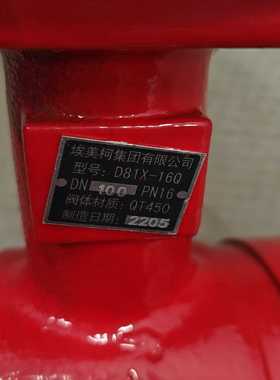 埃美柯集团有限公司
型号: D81X-16Q
DN 100 PN16
阀体材质: QT450
制造日期: 2205